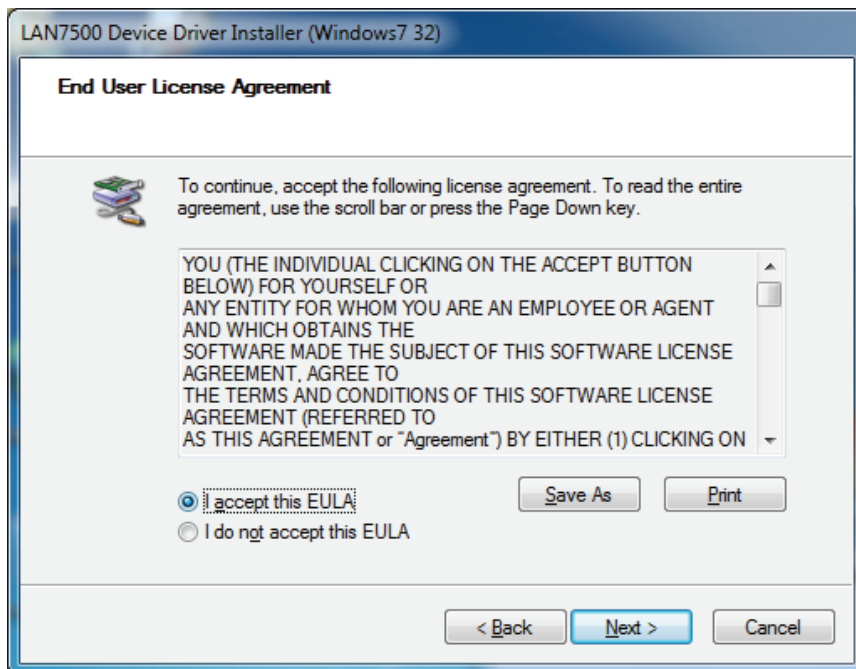 LAN7500 Device Driver Installer (Windows7 32)
End User License Agreement
To continue, accept the following license agreement. To read the entire
agreement, use the scroll bar or press the Page Down key.
YOU (THE INDIVIDUAL CLICKING ON THE ACCEPT BUTTON
BELOW) FOR YOURSELF OR
ANY ENTITY FOR WHOM YOU ARE AN EMPLOYEE OR AGENT
AND WHICH OBTAINS THE
SOFTWARE MADE THE SUBJECT OF THIS SOFTWARE LICENSE
AGREEMENT, AGREE TO
THE TERMS AND CONDITIONS OF THIS SOFTWARE LICENSE
AGREEMENT (REFERRED TO
AS THIS AGREEMENT or “Agreement”) BY EITHER (1) CLICKING ON
I accept this EULA
Save As
Print
I do not accept this EULA
< Back
Next >
Cancel